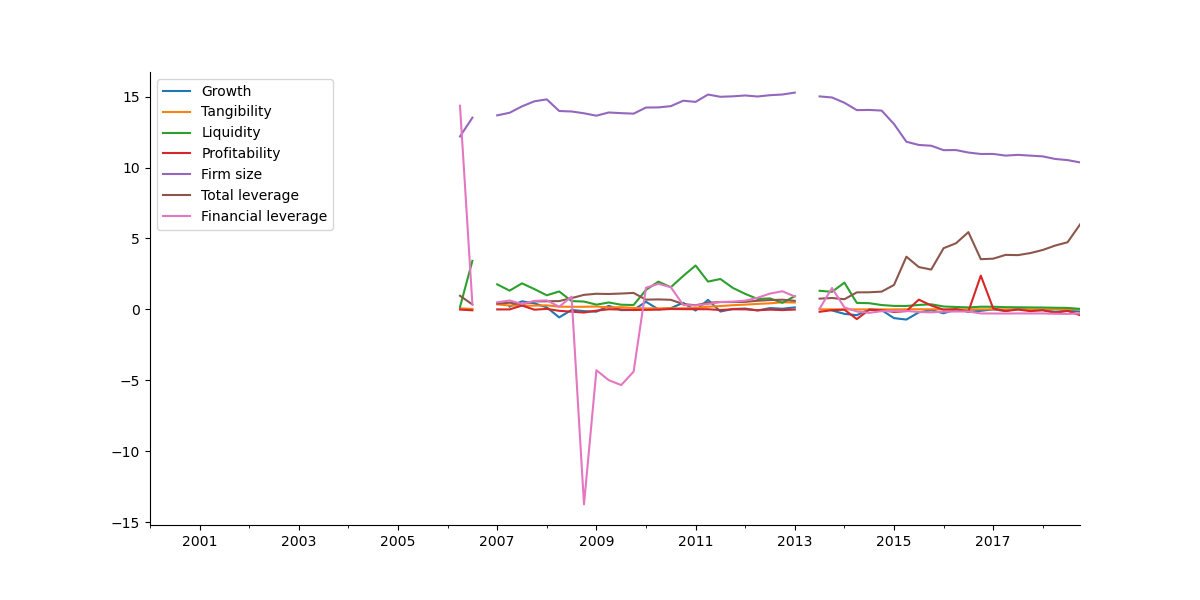 15
10
5
0
−5
−10
−15
Growth
Tangibility
Liquidity
Profitability
Firm size
Total leverage
Financial leverage
2001 2003 2005 2007 2009 2011 2013 2015 2017